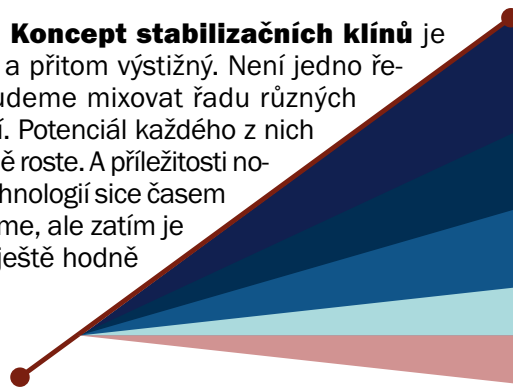 Koncept stabilizačních klínů je
a přitom výstižný. Není jedno ře-
udeme mixovat řadu různých
í. Potenciál každého z nich
ě roste. A příležitosti no-
hnologií sice časem
me, ale zatím je
ještě hodně